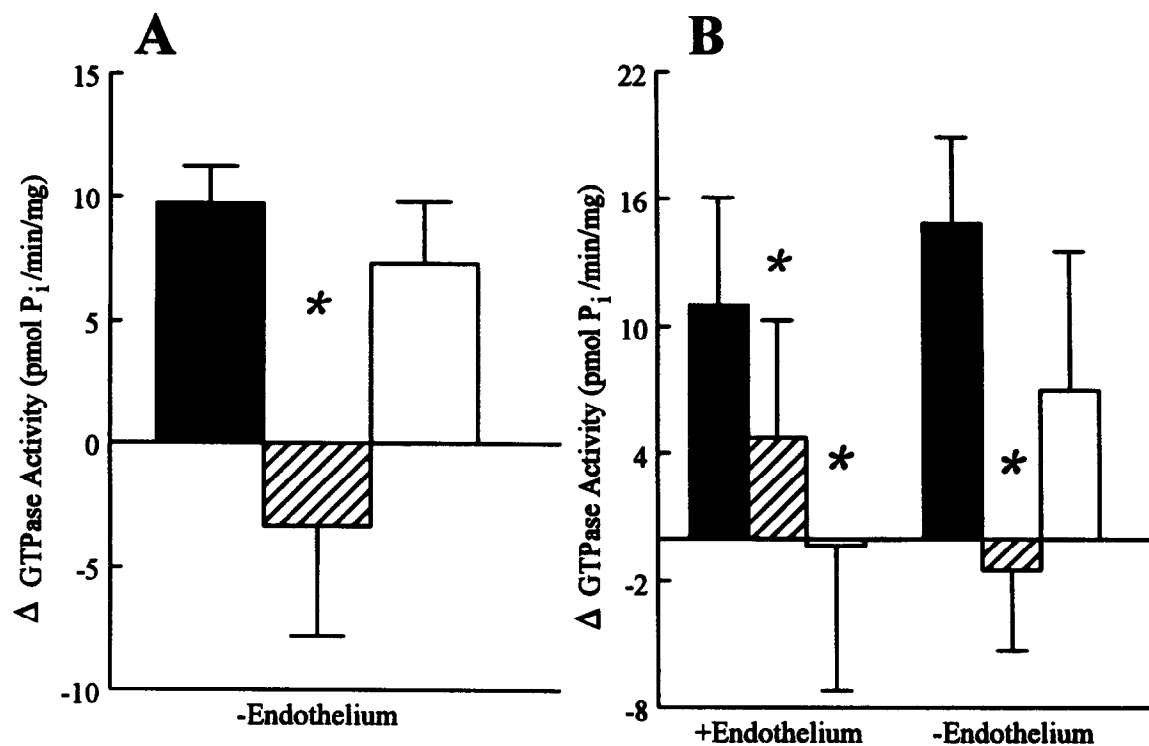 A
Δ GTPase Activity (pmol Pi/min/mg)
15
10
5
0
-5
-10
*
-Endothelium
B
Δ GTPase Activity (pmol Pi/min/mg)
22
16
10
4
-2
-8
*
*
*
+Endothelium
-Endothelium